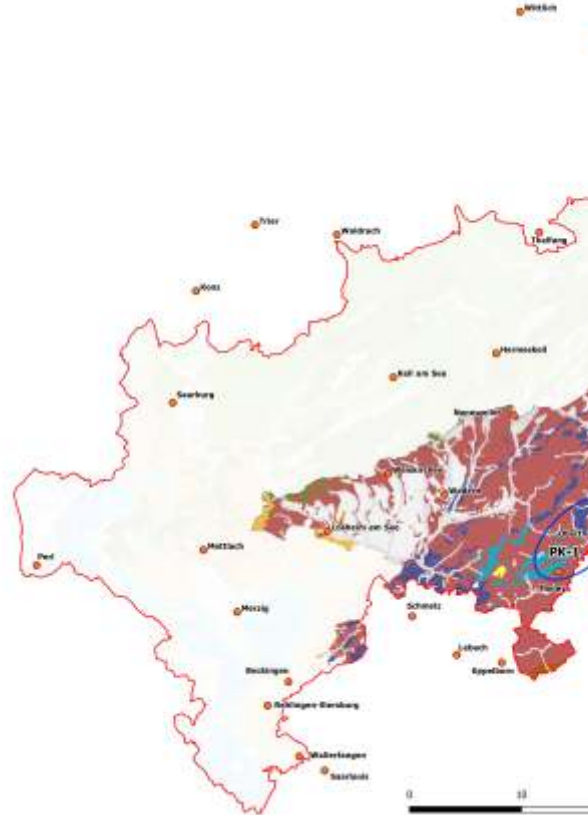 Wittlich
Trier
Waldrach
Thalfang
Konz
Hermeskeil
Kell am See
Saarburg
Weiskirchen
Wadern
Losheim am See
PK-1
Mettlach
Perl
Tholey
Schmelz
Merzig
Lebach
Eppelborn
Beckingen
Rehlingen-Siersburg
Wallerfangen
Saarlouis
0 10